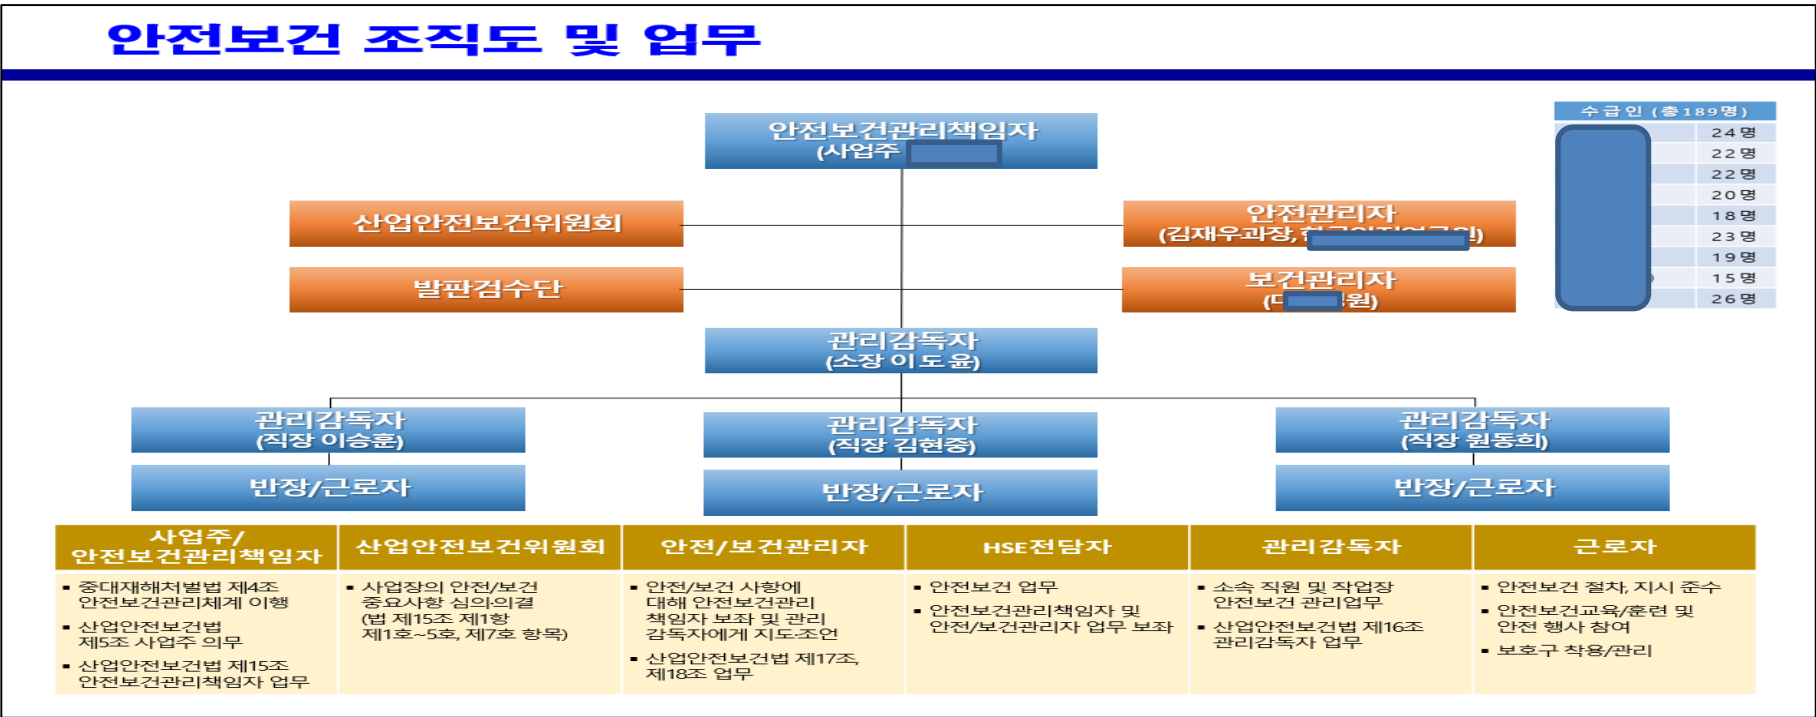 안전보건 조직도 및 업무
안전보건관리책임자
(사업주
수급인 (총189명)
24명
22명
22명
20명
18명
23명
19명
15명
26명
산업안전보건위원회
안전관리자
(김재우과장,
발판검수단
보건관리자
관리감독자
(소장 이도윤)
관리감독자
(직장 이승훈)
관리감독자
(직장 김현중)
관리감독자
(직장 원동희)
반장/근로자
반장/근로자
반장/근로자
사업주/
안전보건관리책임자
▪ 중대재해처벌법 제4조
안전보건관리체계 이행
▪ 산업안전보건법
제5조 사업주 의무
▪ 산업안전보건법 제15조
안전보건관리책임자 업무
산업안전보건위원회
▪ 사업장의 안전/보건
중요사항 심의·의결
(법 제15조 제1항
제1호~5호, 제7호 항목)
안전/보건관리자
▪ 안전/보건 사항에
대해 안전보건관리
책임자 보좌 및 관리
감독자에게 지도·조언
▪ 산업안전보건법 제17조,
제18조 업무
HSE전담자
▪ 안전보건 업무
▪ 안전보건관리책임자 및
안전/보건관리자 업무 보좌
관리감독자
▪ 소속 직원 및 작업장
안전보건 관리업무
▪ 산업안전보건법 제16조
관리감독자 업무
근로자
▪ 안전보건 절차, 지시 준수
▪ 안전보건교육/훈련 및
안전 행사 참여
▪ 보호구 착용/관리